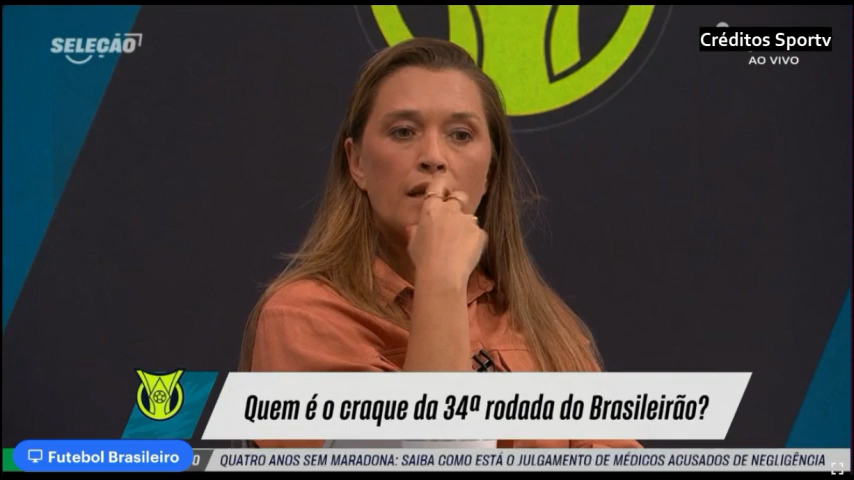 SELEÇÃO
Créditos Sportv
AO VIVO
Quem é o craque da 34ª rodada do Brasileirão?
Futebol Brasileiro
QUATRO ANOS SEM MARADONA: SAIBA COMO ESTÁ O JULGAMENTO DE MÉDICOS ACUSADOS DE NEGLIGÊNCIA